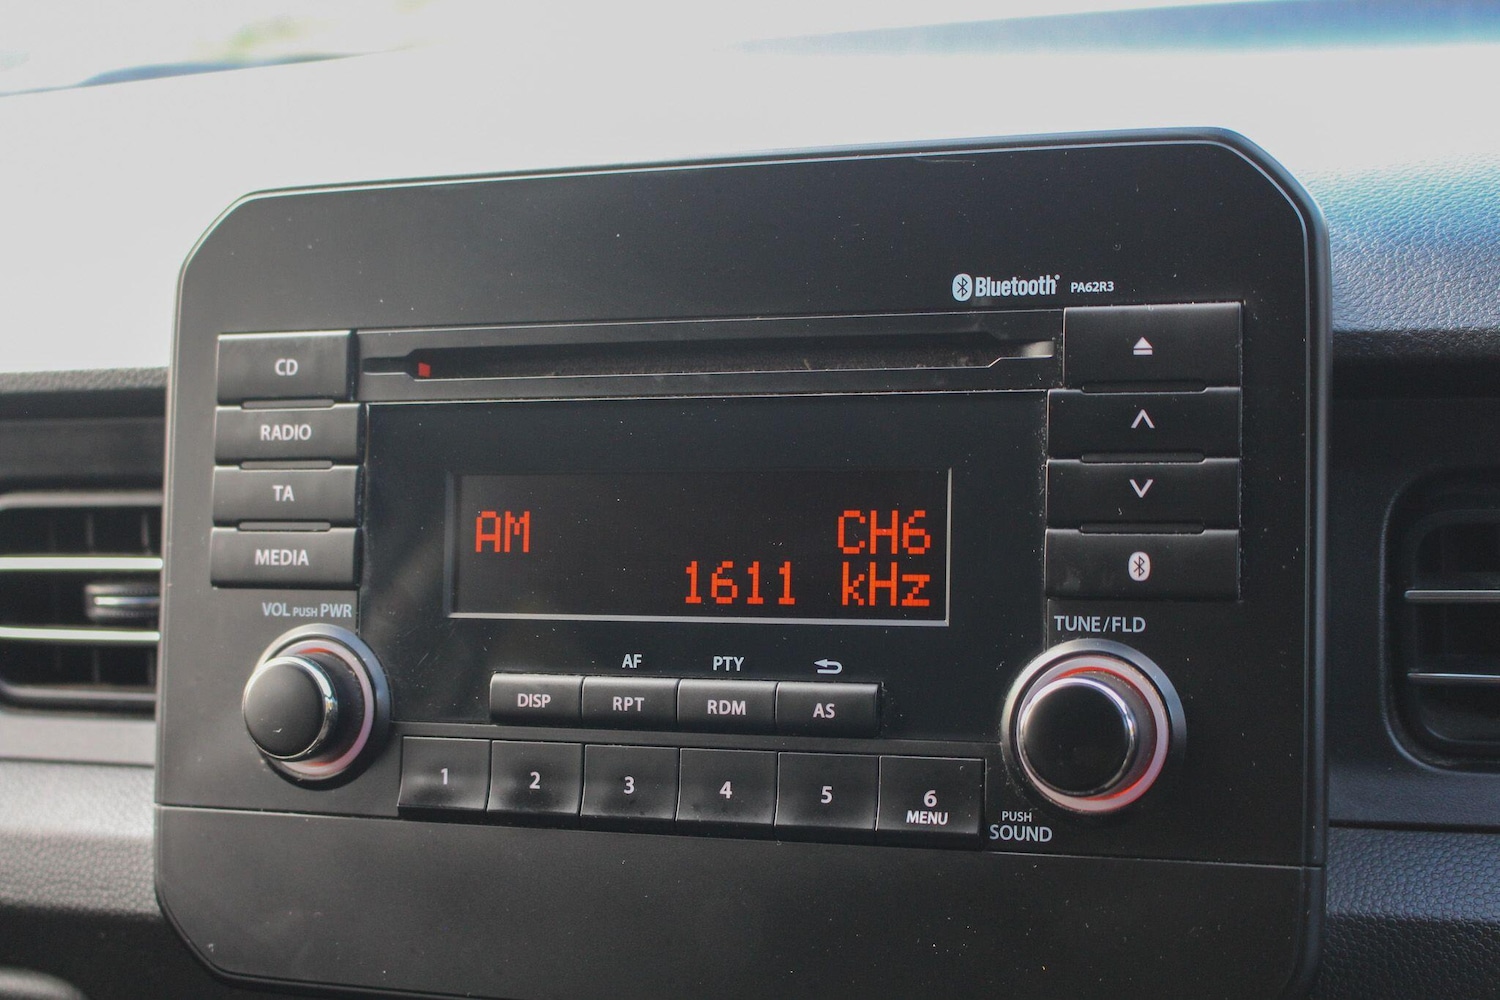 Bluetooth® PA62R3
CD
RADIO
TA
MEDIA
AM CH6
1611 kHz
VOL PUSH PWR
TUNE/FLD
AF PTY
DISP RPT RDM AS
1 2 3 4 5 6
MENU
PUSH
SOUND